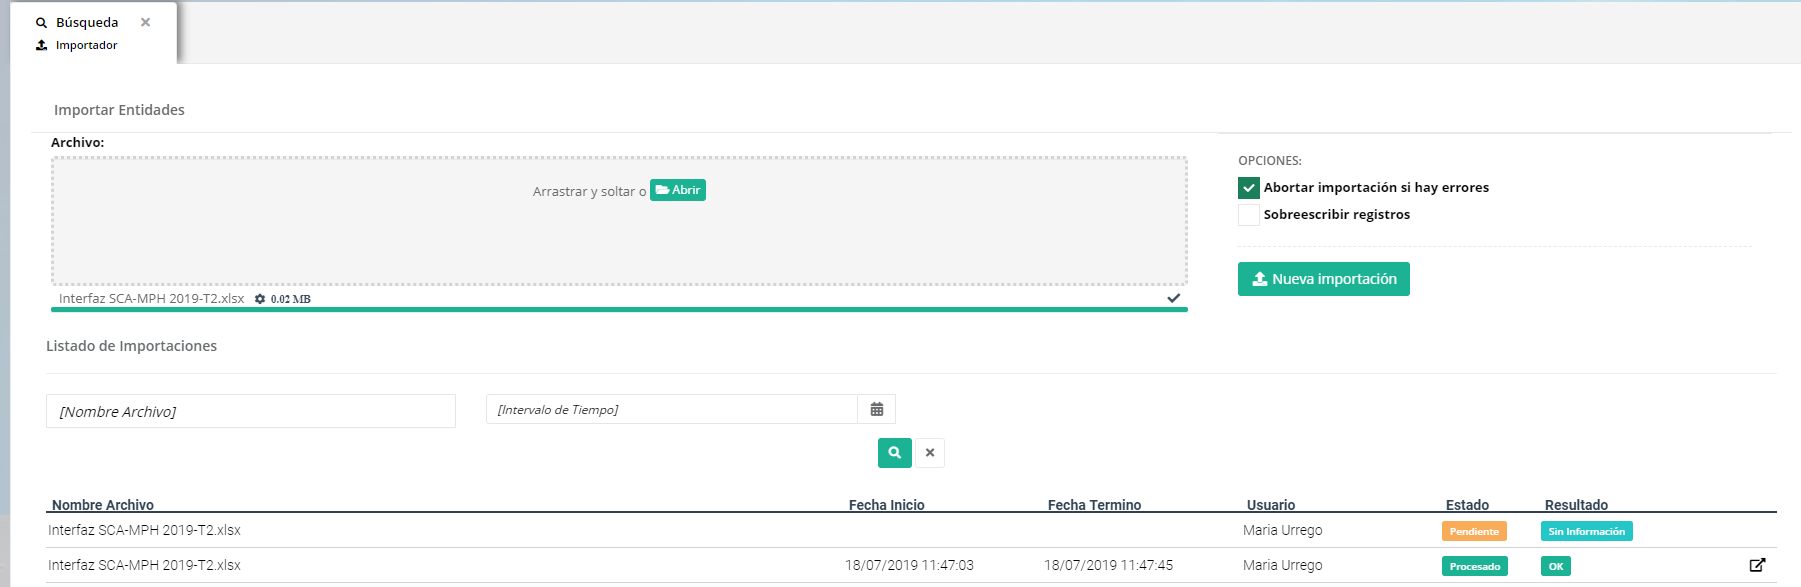 Búsqueda
Importador
Importar Entidades
Archivo:
Arrastrar y soltar o Abrir
Interfaz SCA-MPH 2019-T2.xlsx 0.02 MB
OPCIONES:
Abortar importación si hay errores
Sobreescribir registros
Nueva importación
Listado de Importaciones
[Nombre Archivo] [Intervalo de Tiempo]
Nombre Archivo Fecha Inicio Fecha Termino Usuario Estado Resultado
Interfaz SCA-MPH 2019-T2.xlsx Maria Urrego Pendiente Sin Información
Interfaz SCA-MPH 2019-T2.xlsx 18/07/2019 11:47:03 18/07/2019 11:47:45 Maria Urrego Procesado OK